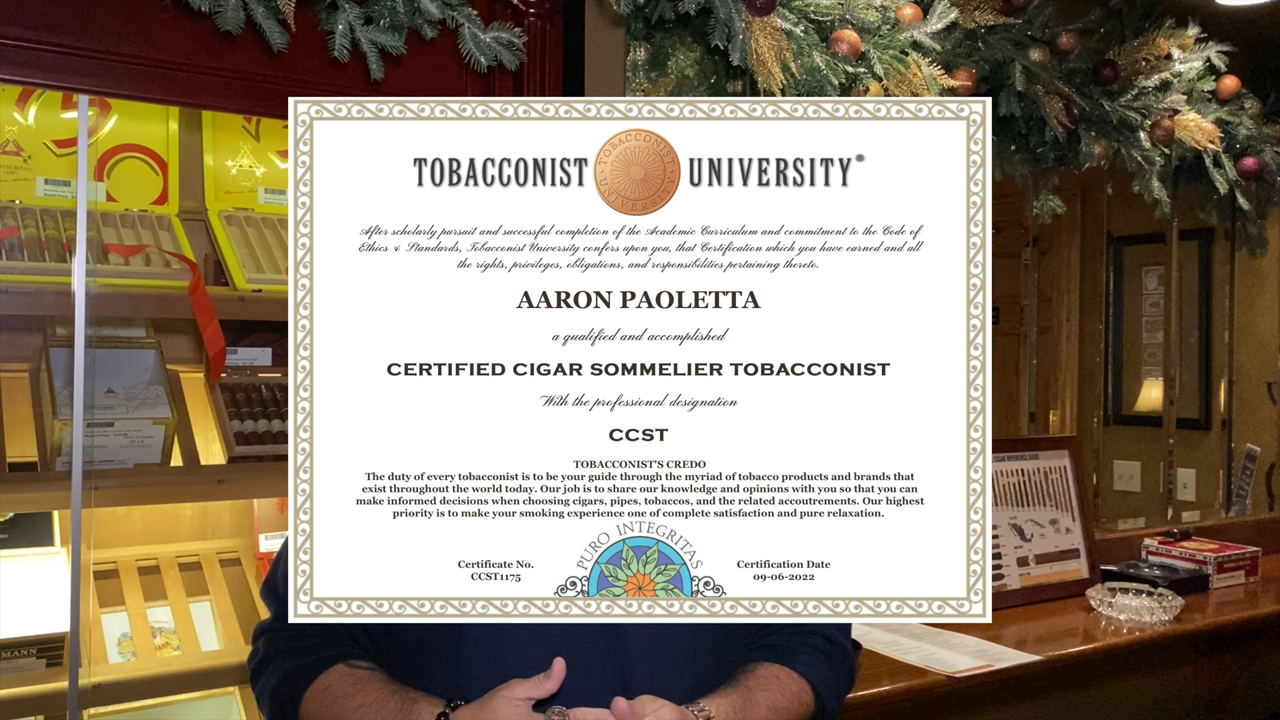 TOBACCONIST UNIVERSITY®
TOBACCONIST UNIVERSITY
After scholarly pursuit and successful completion of the Academic Curriculum and commitment to the Code of
Ethics & Standards, Tobacconist University confers upon you, that Certification which you have earned and all
the rights, privileges, obligations, and responsibilities pertaining thereto.
AARON PAOLETTA
a qualified and accomplished
CERTIFIED CIGAR SOMMELIER TOBACCONIST
With the professional designation
CCST
TOBACCONIST'S CREDO
The duty of every tobacconist is to be your guide through the myriad of tobacco products and brands that
exist throughout the world today. Our job is to share our knowledge and opinions with you so that you can
make informed decisions when choosing cigars, pipes, tobaccos, and the related accoutrements. Our highest
priority is to make your smoking experience one of complete satisfaction and pure relaxation.
PURO INTEGRITAS
Certificate No.
CCST1175
Certification Date
09-06-2022
CIGAR REFERENCE GUIDE